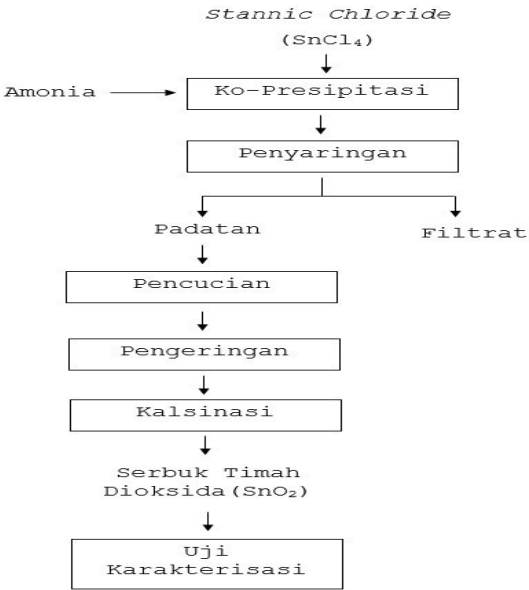 Stannic Chloride
(SnCl₄)
Amonia
Ko-Presipitasi
Penyaringan
Padatan
Filtrat
Pencucian
Pengeringan
Kalsinasi
Serbuk Timah
Dioksida(SnO₂)
Uji
Karakterisasi